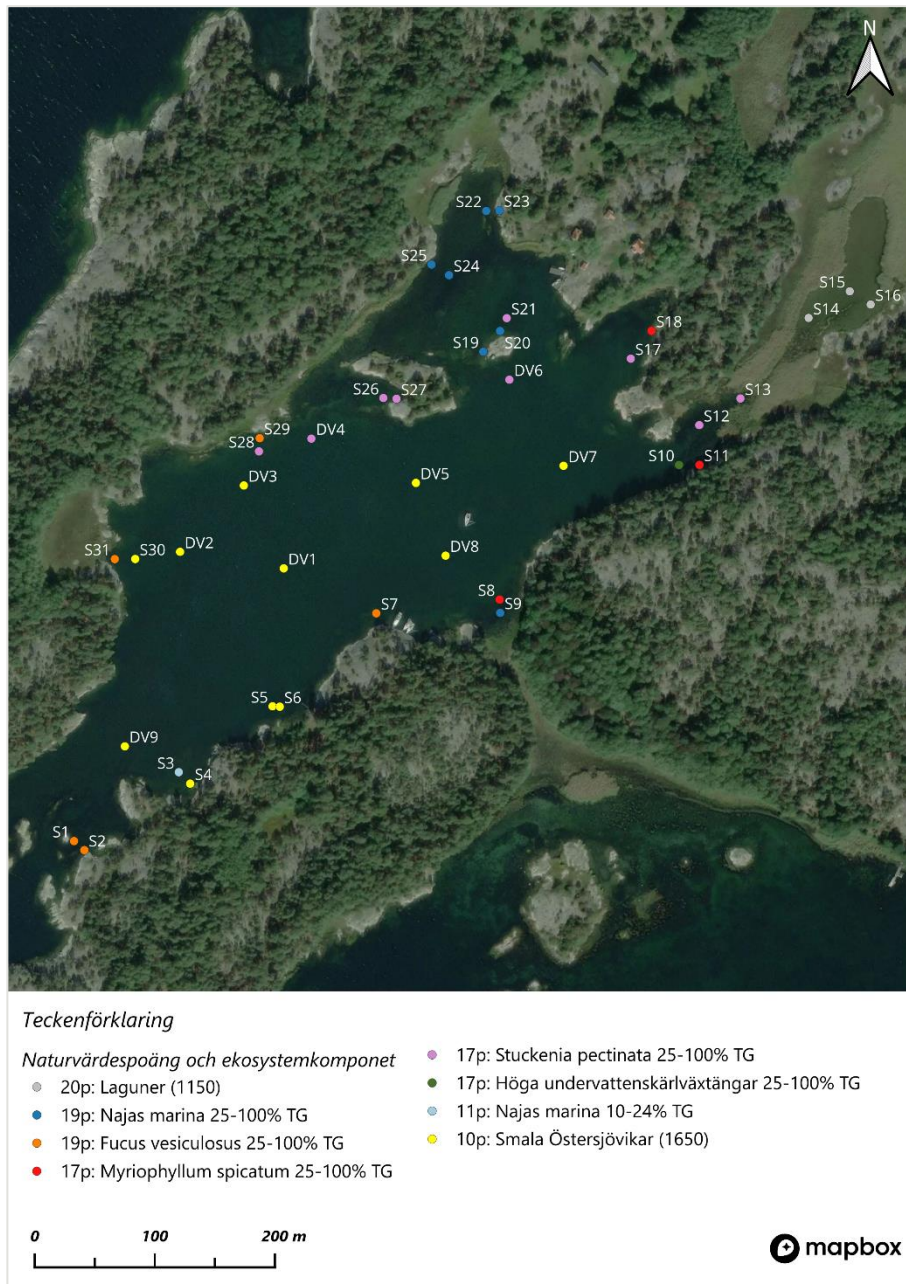 N
S22
S23
S25
S24
S15
S16
S14
S21
S18
S19
S20
S17
DV6
S26
S27
S13
S12
S29
DV4
S28
S10
S11
DV7
DV3
DV5
S31
S30
DV2
DV1
DV8
S8
S9
S7
S5
S6
DV9
S3
S4
S1
S2
Teckenförklaring
Naturvärdespoäng och ekosystemkomponet
20p: Laguner (1150)
19p: Najas marina 25-100% TG
19p: Fucus vesiculosus 25-100% TG
17p: Myriophyllum spicatum 25-100% TG
17p: Stuckenia pectinata 25-100% TG
17p: Höga undervattenskärlväxtängar 25-100% TG
11p: Najas marina 10-24% TG
10p: Smala Östersjövikar (1650)
0 100 200 m
mapbox